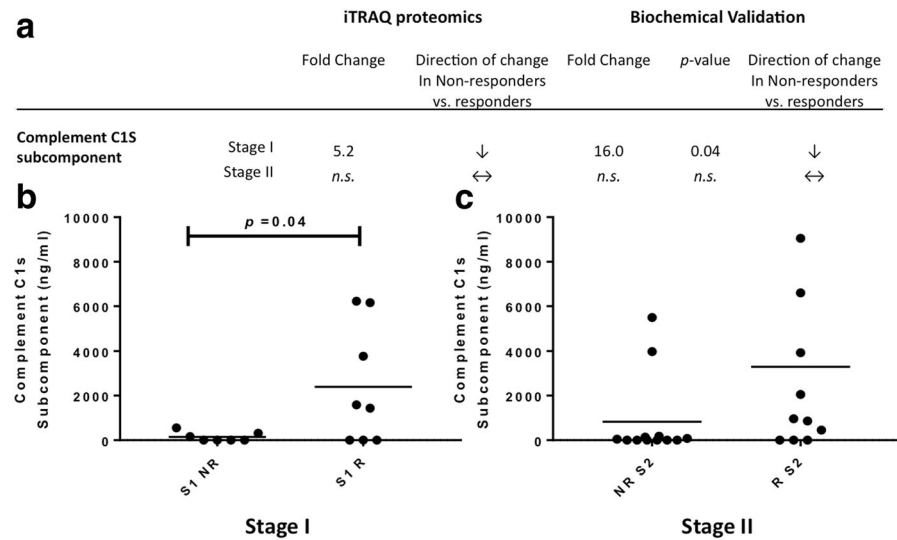 a
iTRAQ proteomics Biochemical Validation
Fold Change Direction of change Fold Change p-value Direction of change
In Non-responders In Non-responders
vs. responders vs. responders
Complement C1S
subcomponent
Stage I 5.2 ↓ 16.0 0.04 ↓
Stage II n.s. ↔ n.s. n.s. ↔
b
Complement C1s
Subcomponent (ng/ml)
10000
8000
6000
4000
2000
0
p =0.04
S1 NR
S1 R
Stage I
c
Complement C1s
Subcomponent (ng/ml)
10000
8000
6000
4000
2000
0
NR S2
R S2
Stage II